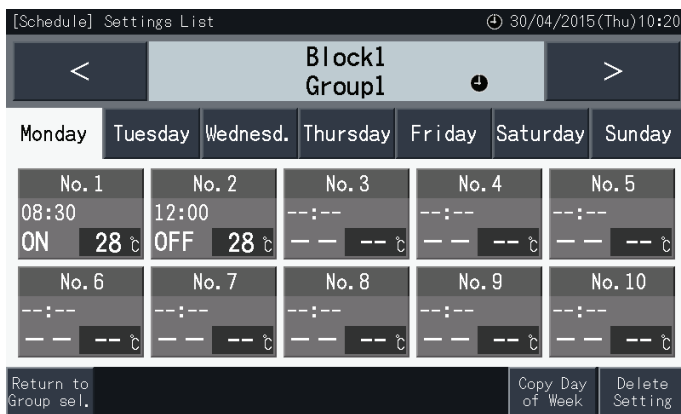 [Schedule] Settings List 30/04/2015(Thu)10:20
< Block1 >
Group1
Monday Tuesday Wednesd. Thursday Friday Saturday Sunday
No.1 No.2 No.3 No.4 No.5
08:30 12:00 --:-- --:-- --:--
ON 28℃ OFF 28℃ -- --℃ -- --℃ -- --℃
No.6 No.7 No.8 No.9 No.10
--:-- --:-- --:-- --:-- --:--
-- --℃ -- --℃ -- --℃ -- --℃ -- --℃
Return to Copy Day Delete
Group sel. of Week Setting